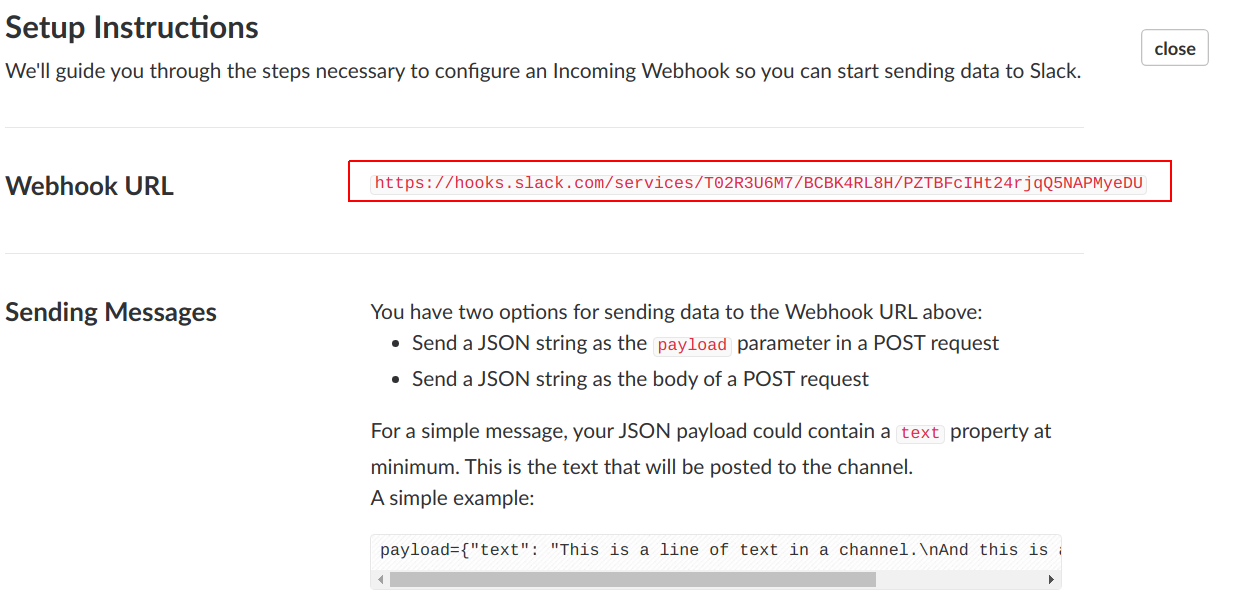 Setup Instructions
close
We'll guide you through the steps necessary to configure an Incoming Webhook so you can start sending data to Slack.
Webhook URL
https://hooks.slack.com/services/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
Sending Messages
You have two options for sending data to the Webhook URL above:
• Send a JSON string as the payload parameter in a POST request
• Send a JSON string as the body of a POST request
For a simple message, your JSON payload could contain a text property at
minimum. This is the text that will be posted to the channel.
A simple example:
payload={"text": "This is a line of text in a channel.\nAnd this is